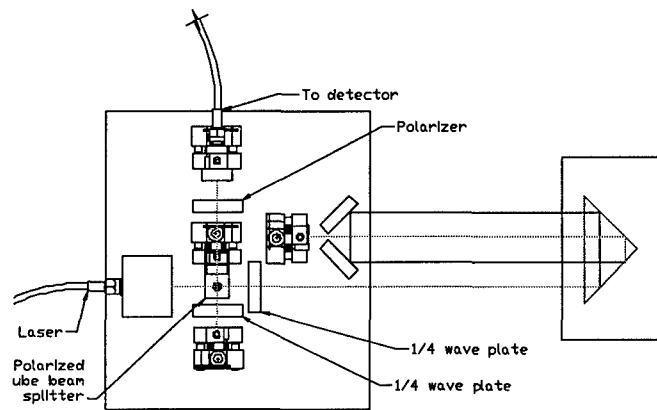 To detector
Polarizer
Laser
1/4 wave plate
Polarized
ube beam
splitter
1/4 wave plate